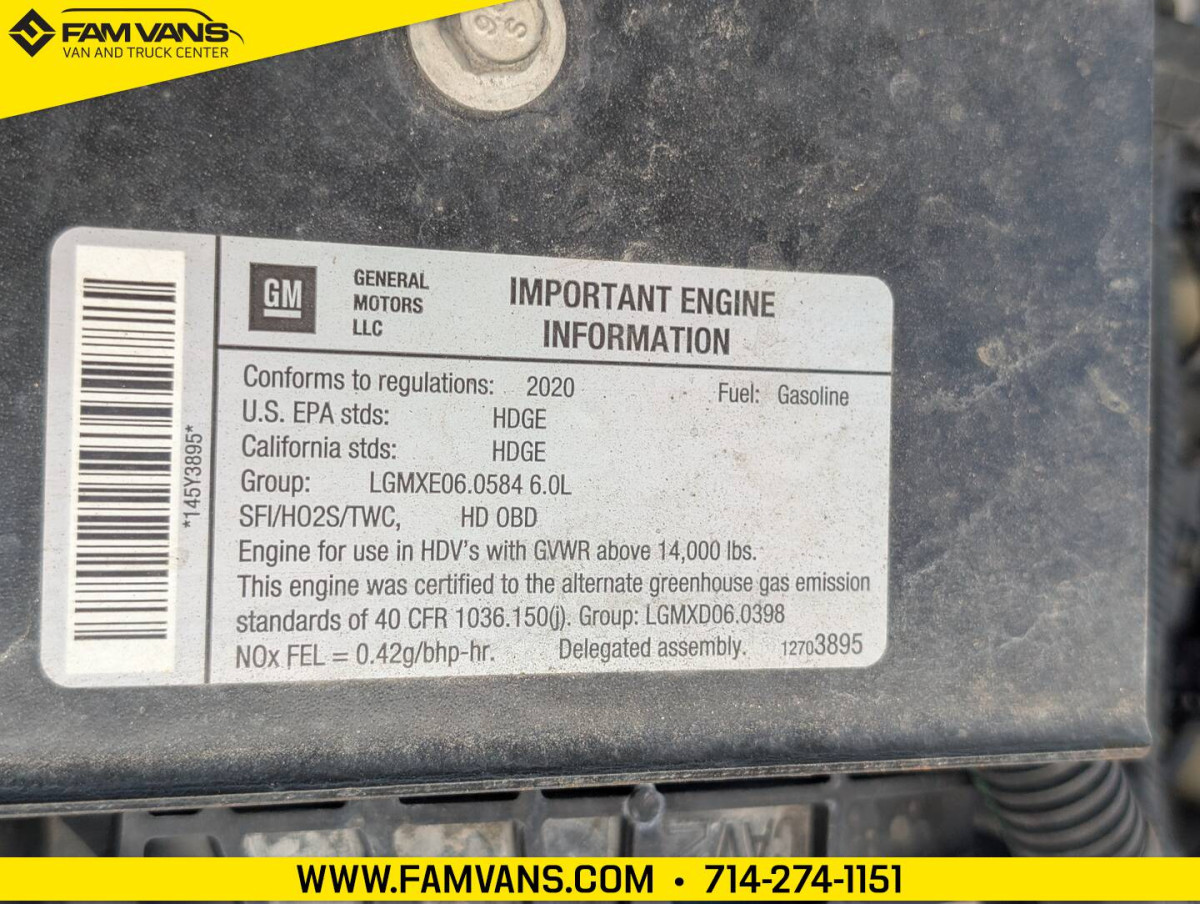 FAM VANS
VAN AND TRUCK CENTER
GM
GENERAL
MOTORS
LLC
IMPORTANT ENGINE
INFORMATION
Conforms to regulations: 2020 Fuel: Gasoline
U.S. EPA stds: HDGE
California stds: HDGE
Group: LGMXE06.0584 6.0L
SFI/HO2S/TWC, HD OBD
Engine for use in HDV's with GVWR above 14,000 lbs.
This engine was certified to the alternate greenhouse gas emission
standards of 40 CFR 1036.150(j). Group: LGMXD06.0398
NOx FEL = 0.42g/bhp-hr. Delegated assembly. 12703895
*145Y3895*
WWW.FAMVANS.COM • 714-274-1151